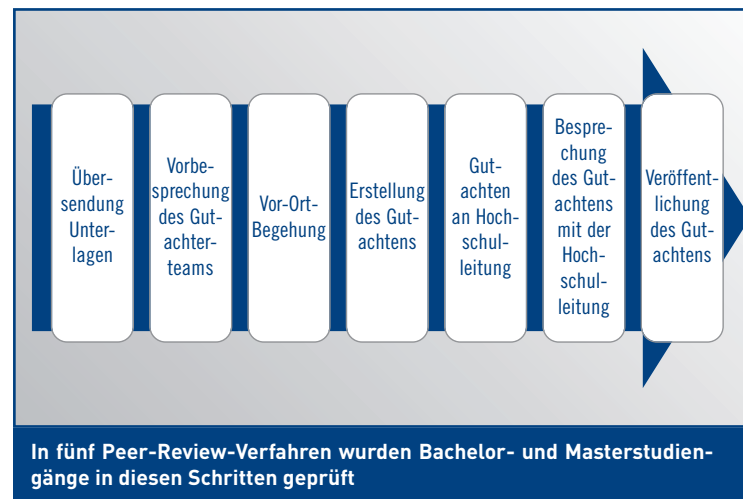 Über-
sendung
Unter-
lagen
Vorbe-
sprechung
des Gut-
achter-
teams
Vor-Ort-
Begehung
Erstellung
des Gut-
achtens
Gut-
achten
an Hoch-
schul-
leitung
Bespre-
chung
des Gut-
achtens
mit der
Hoch-
schul-
leitung
Veröffent-
lichung
des Gut-
achtens
In fünf Peer-Review-Verfahren wurden Bachelor- und Masterstudien-
gänge in diesen Schritten geprüft